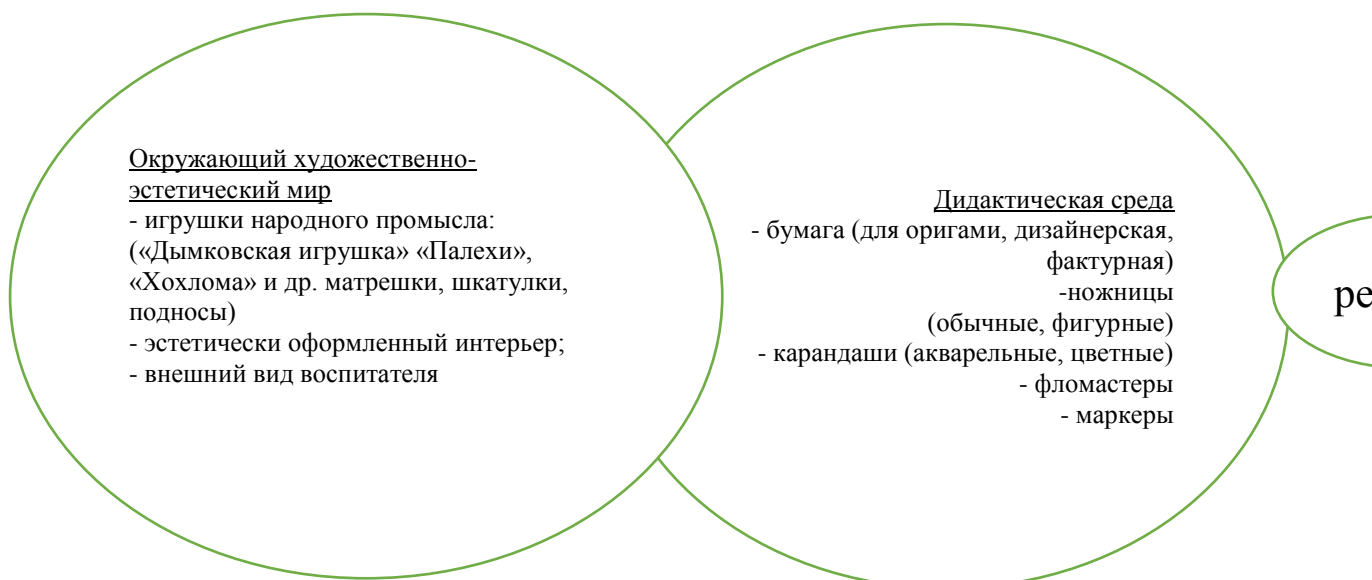 Окружающий художественно-
эстетический мир
- игрушки народного промысла:
(«Дымковская игрушка» «Палехи»,
«Хохлома» и др. матрешки, шкатулки,
подносы)
- эстетически оформленный интерьер;
- внешний вид воспитателя
Дидактическая среда
- бумага (для оригами, дизайнерская,
фактурная)
-ножницы
(обычные, фигурные)
- карандаши (акварельные, цветные)
- фломастеры
- маркеры